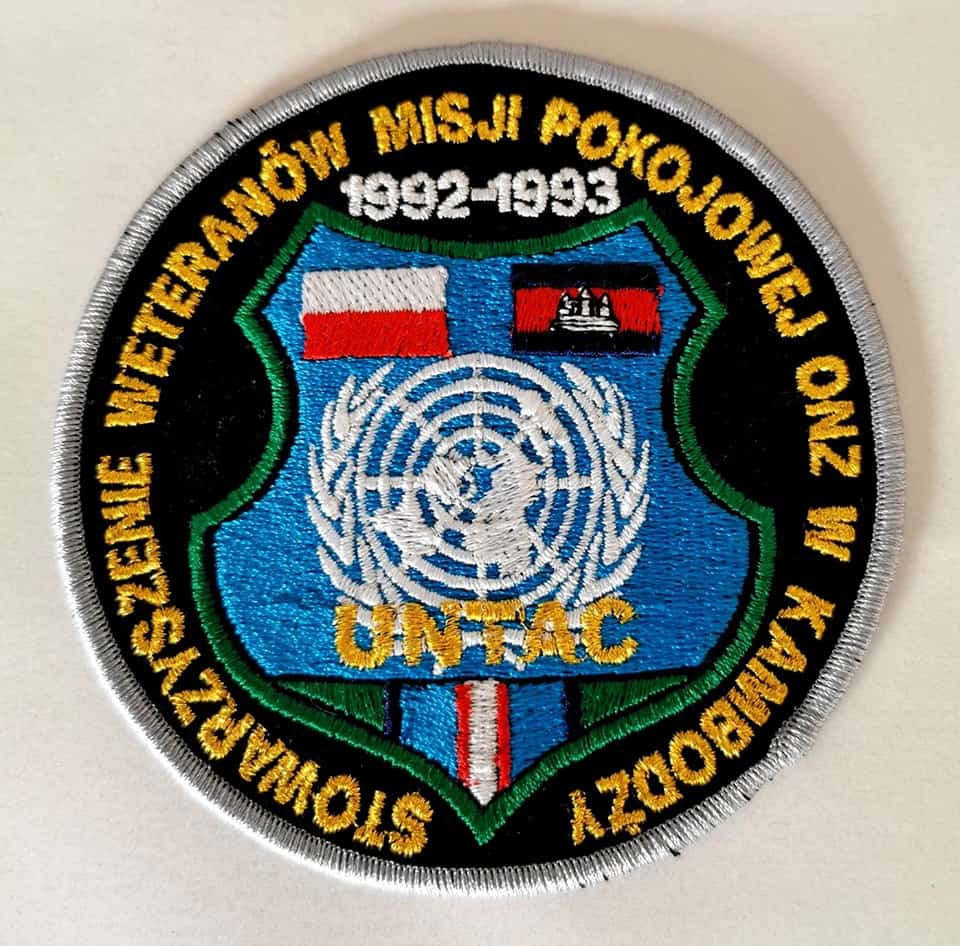 STOWARZYSZENIE WETERANÓW MISJI POKOJOWEJ ONZ W KAMBODŻY
1992-1993
UNTAC